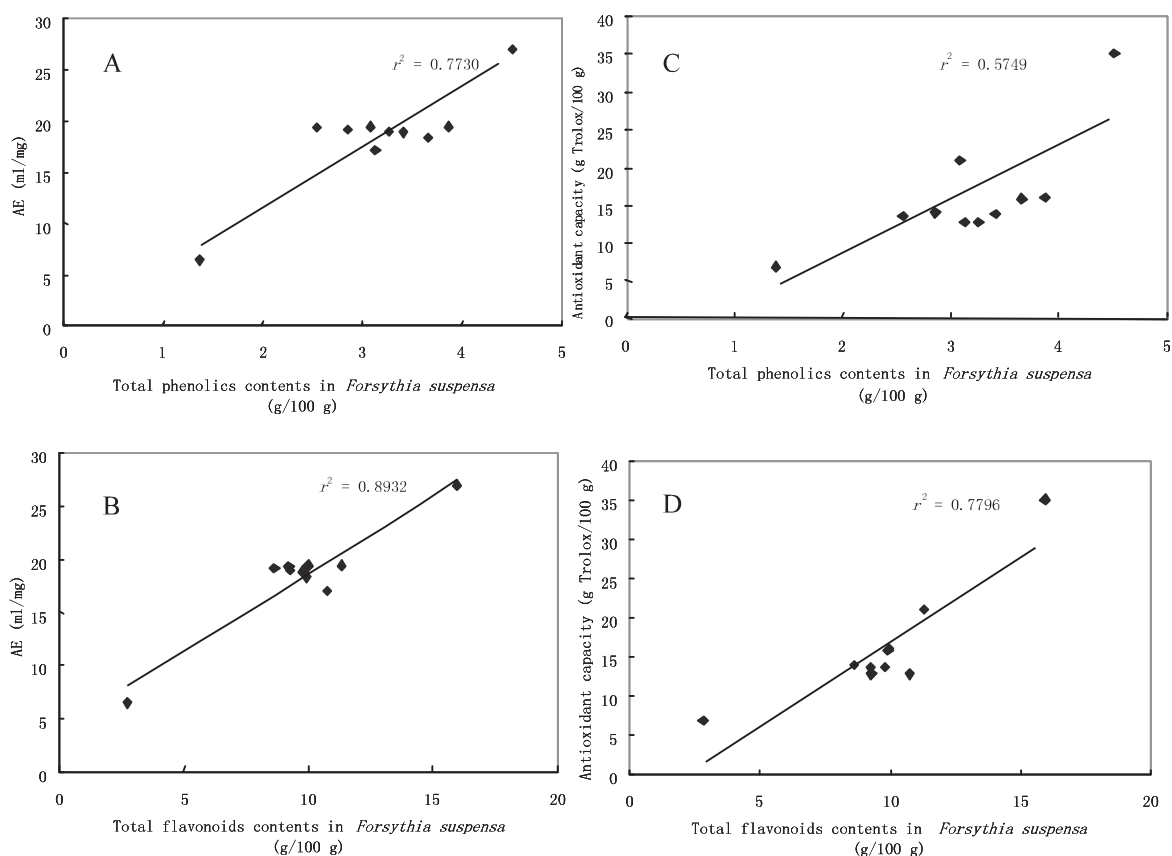 A
r² = 0.7730
AE (ml/mg)
30
25
20
15
10
5
0
0 1 2 3 4 5
Total phenolics contents in Forsythia suspensa
(g/100 g)
C
r² = 0.5749
Antioxidant capacity (g Trolox/100 g)
40
35
30
25
20
15
10
5
0
0 1 2 3 4 5
Total phenolics contents in Forsythia suspensa
(g/100 g)
B
r² = 0.8932
AE (ml/mg)
30
25
20
15
10
5
0
0 5 10 15 20
Total flavonoids contents in Forsythia suspensa
(g/100 g)
D
r² = 0.7796
Antioxidant capacity (g Trolox/100 g)
40
35
30
25
20
15
10
5
0
0 5 10 15 20
Total flavonoids contents in Forsythia suspensa
(g/100 g)